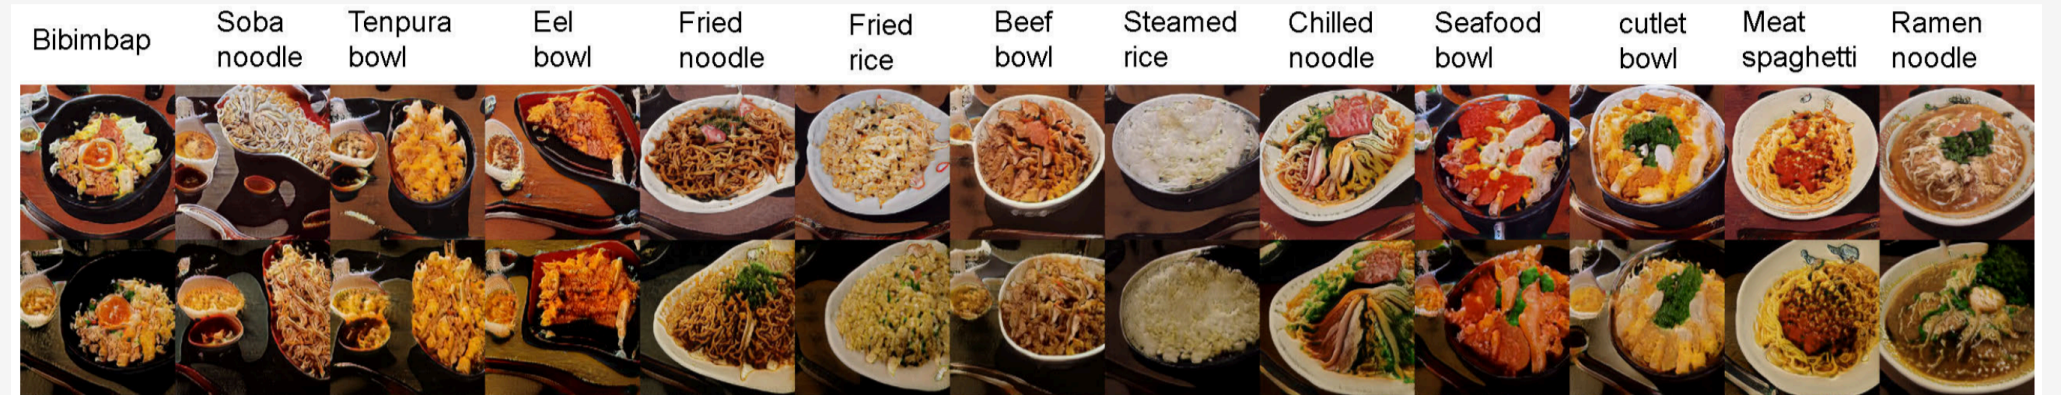 Bibimbap
Soba
noodle
Tenpura
bowl
Eel
bowl
Fried
noodle
Fried
rice
Beef
bowl
Steamed
rice
Chilled
noodle
Seafood
bowl
cutlet
bowl
Meat
spaghetti
Ramen
noodle